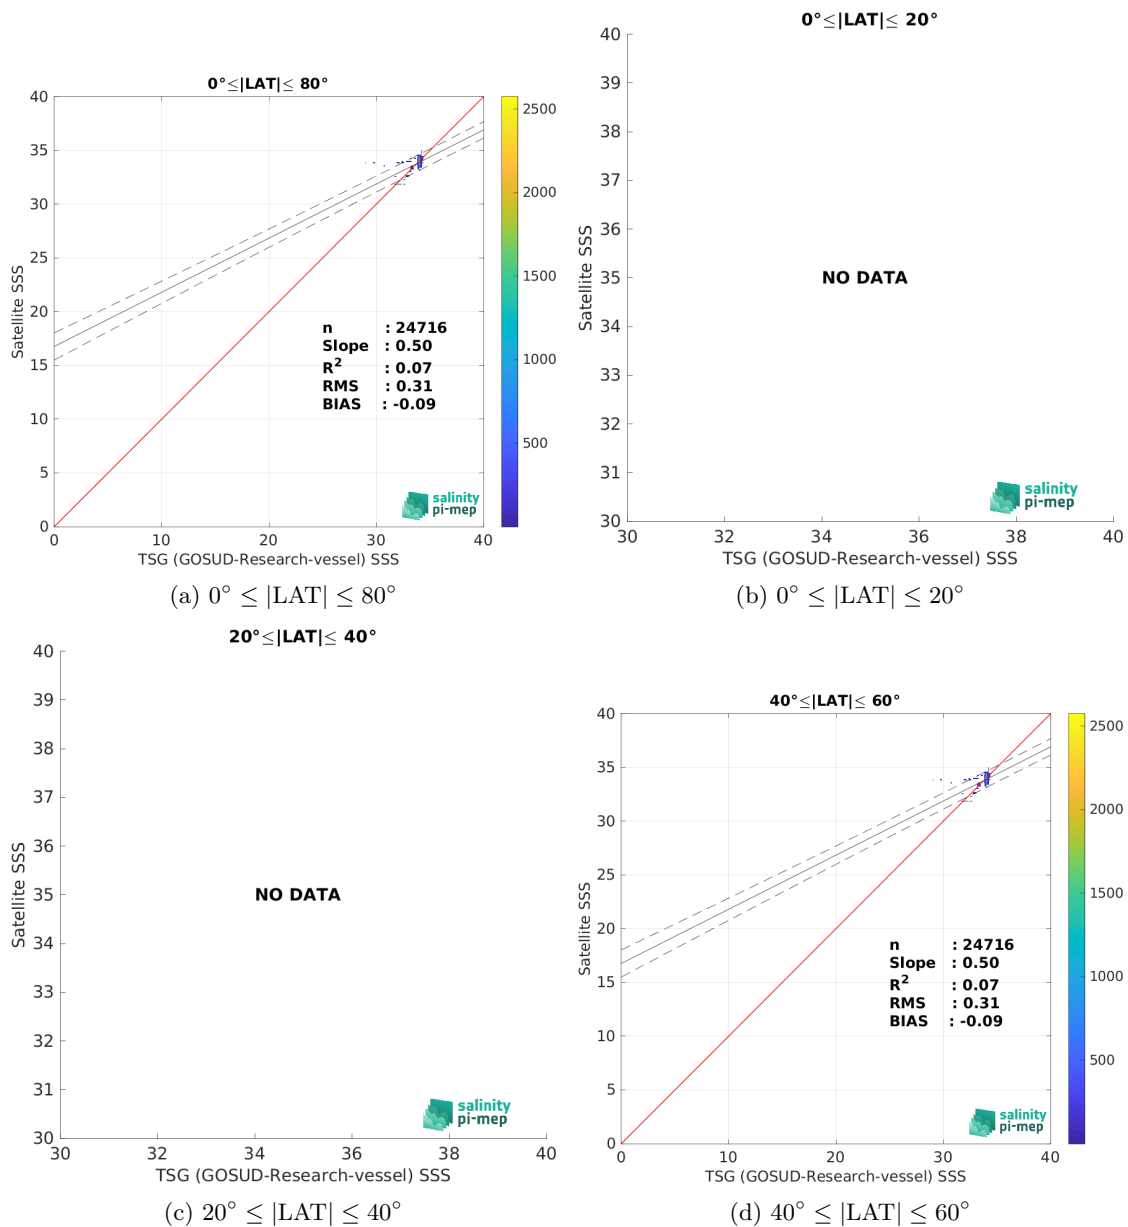 0°≤|LAT|≤ 80°
40
35
30
25
20
15
10
5
0
Satellite SSS
n : 24716
Slope : 0.50
R² : 0.07
RMS : 0.31
BIAS : -0.09
salinity
pi-mep
0 10 20 30 40
TSG (GOSUD-Research-vessel) SSS
2500
2000
1500
1000
500
(a) 0° ≤ |LAT| ≤ 80°
0°≤|LAT|≤ 20°
40
39
38
37
36
35
34
33
32
31
30
Satellite SSS
NO DATA
salinity
pi-mep
30 32 34 36 38 40
TSG (GOSUD-Research-vessel) SSS
(b) 0° ≤ |LAT| ≤ 20°
20°≤|LAT|≤ 40°
40
39
38
37
36
35
34
33
32
31
30
Satellite SSS
NO DATA
salinity
pi-mep
30 32 34 36 38 40
TSG (GOSUD-Research-vessel) SSS
(c) 20° ≤ |LAT| ≤ 40°
40°≤|LAT|≤ 60°
40
35
30
25
20
15
10
5
0
Satellite SSS
n : 24716
Slope : 0.50
R² : 0.07
RMS : 0.31
BIAS : -0.09
salinity
pi-mep
0 10 20 30 40
TSG (GOSUD-Research-vessel) SSS
2500
2000
1500
1000
500
(d) 40° ≤ |LAT| ≤ 60°